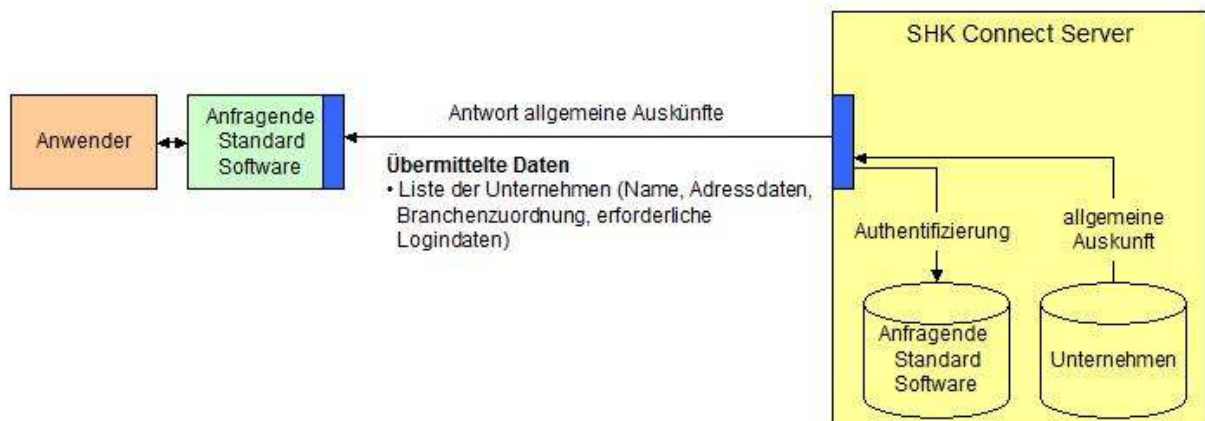 SHK Connect Server
Anwender
Anfragende
Standard
Software
Antwort allgemeine Auskünfte
Übermittelte Daten
• Liste der Unternehmen (Name, Adressdaten,
Branchenzuordnung, erforderliche
Logindaten)
Authentifizierung
allgemeine
Auskunft
Anfragende
Standard
Software
Unternehmen